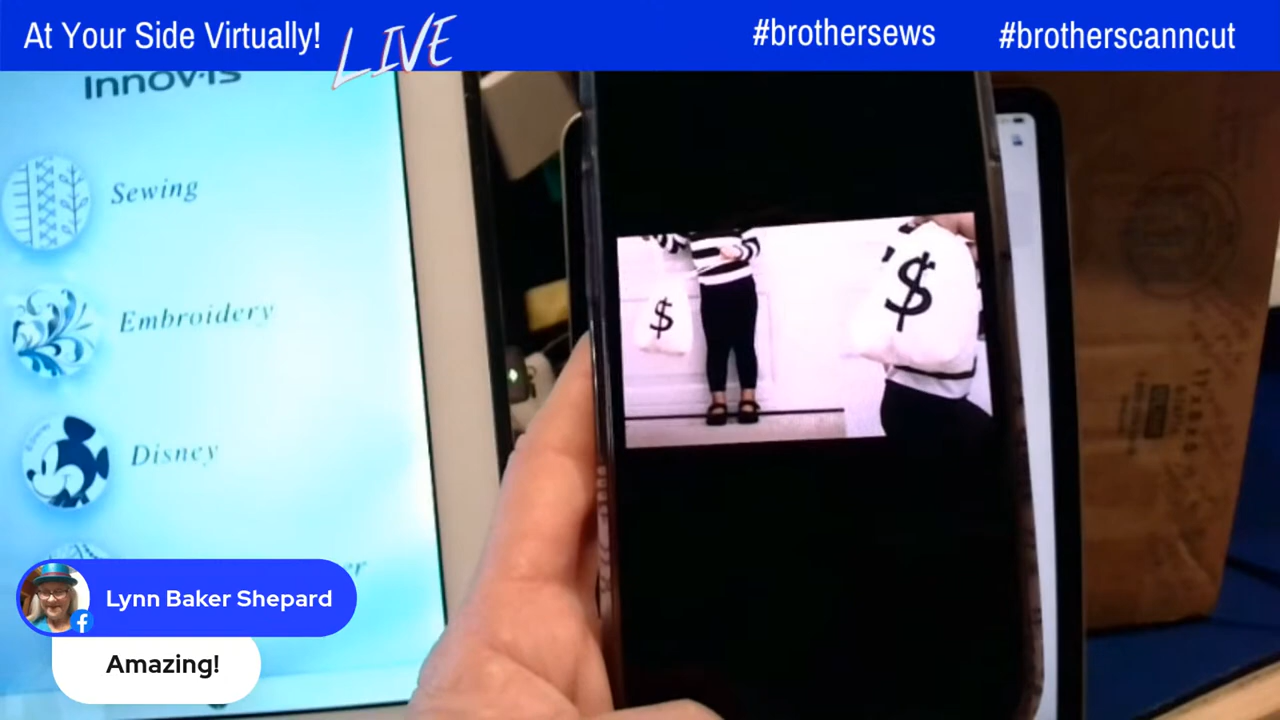 At Your Side Virtually!
LIVE
#brothersews
#brotherscanncut
INNOV-IS
Sewing
Embroidery
Disney
$
$
Lynn Baker Shepard
Amazing!